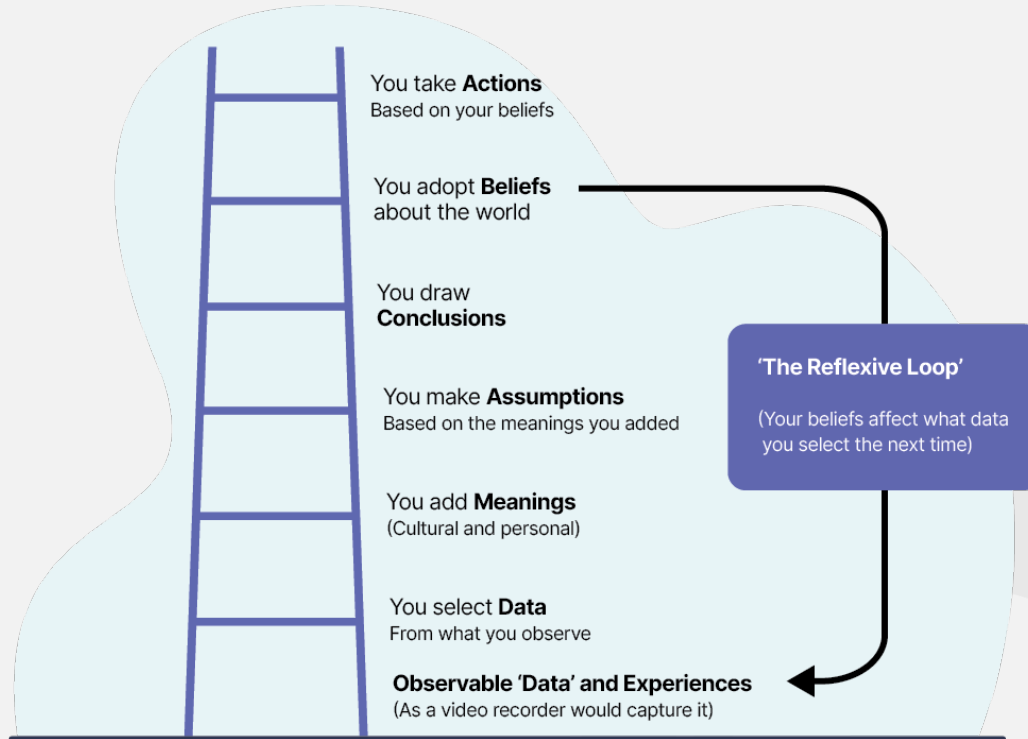 You take Actions
Based on your beliefs
You adopt Beliefs
about the world
You draw
Conclusions
You make Assumptions
Based on the meanings you added
‘The Reflexive Loop’
(Your beliefs affect what data
you select the next time)
You add Meanings
(Cultural and personal)
You select Data
From what you observe
Observable ‘Data’ and Experiences
(As a video recorder would capture it)